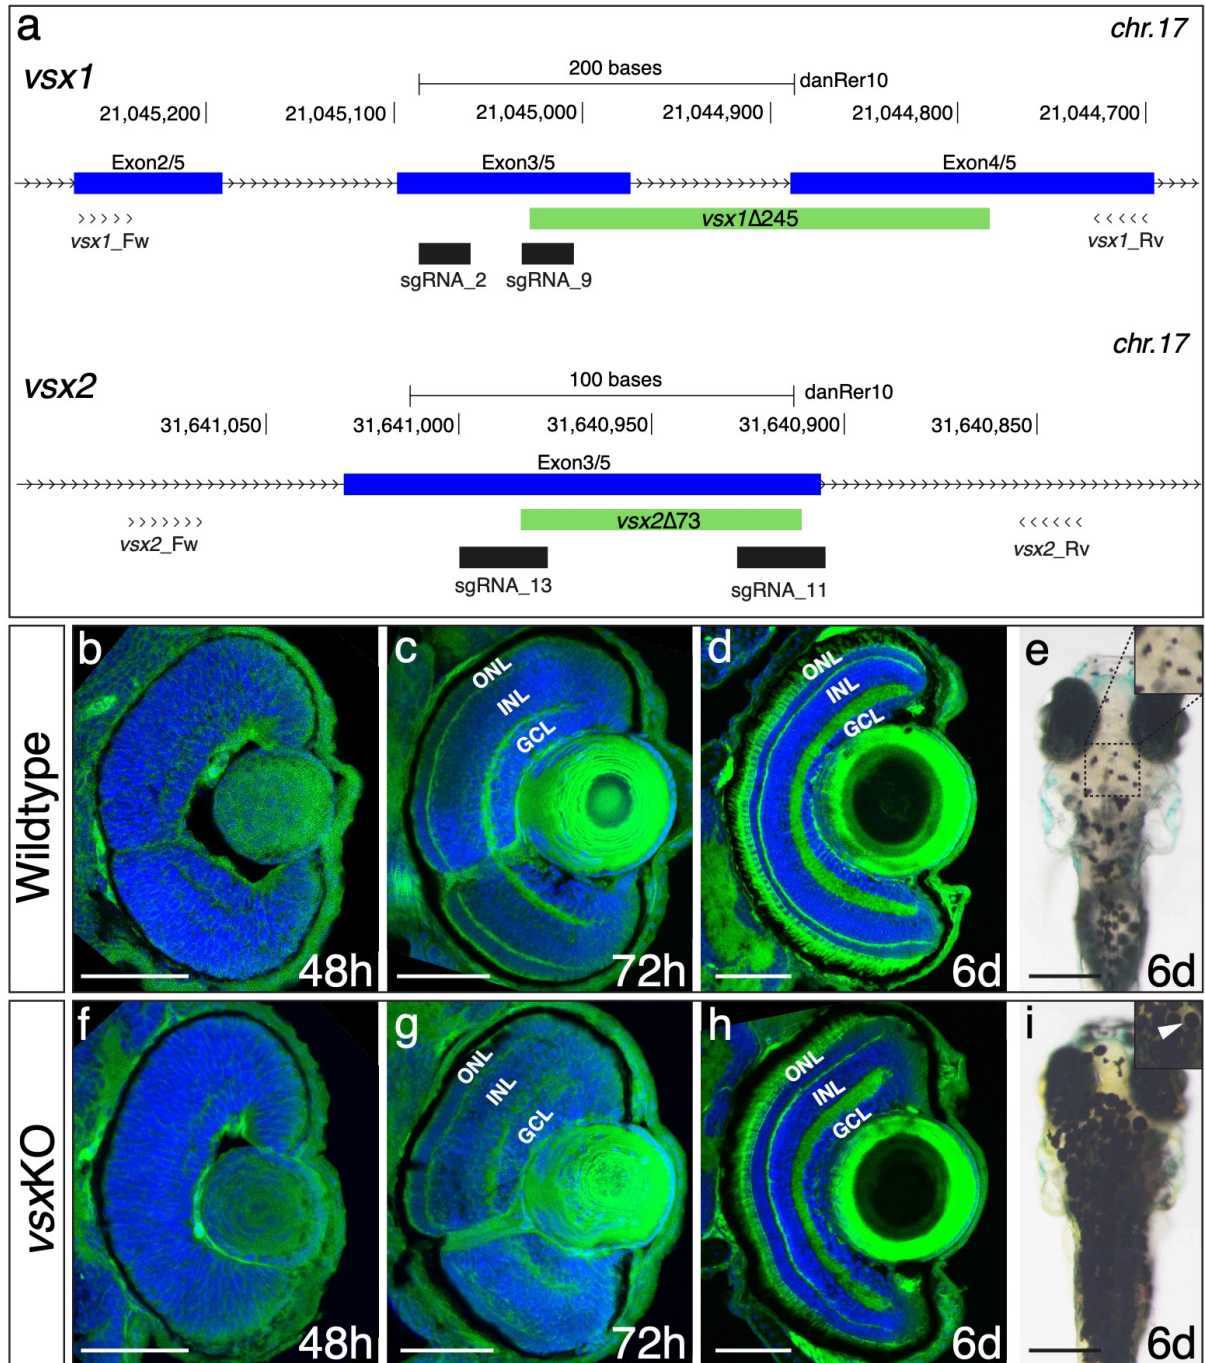 a
chr.17
vsx1
200 bases
danRer10
21,045,200| 21,045,100| 21,045,000| 21,044,900| 21,044,800| 21,044,700|
Exon2/5 Exon3/5 Exon4/5
vsx1Δ245
vsx1_Fw vsx1_Rv
sgRNA_2 sgRNA_9
chr.17
vsx2
100 bases
danRer10
31,641,050| 31,641,000| 31,640,950| 31,640,900| 31,640,850|
Exon3/5
vsx2Δ73
vsx2_Fw vsx2_Rv
sgRNA_13 sgRNA_11
Wildtype
b
48h
c
ONL
INL
GCL
72h
d
ONL
INL
GCL
6d
e
6d
vsxKO
f
48h
g
ONL
INL
GCL
72h
h
ONL
INL
GCL
6d
i
6d